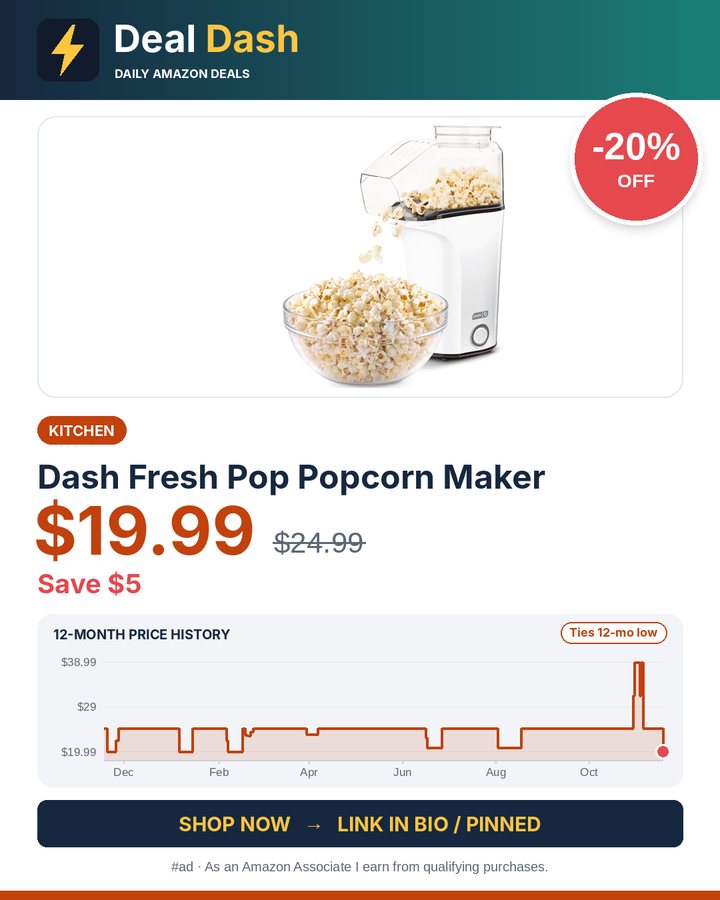 Deal Dash
DAILY AMAZON DEALS
-20%
OFF
KITCHEN
Dash Fresh Pop Popcorn Maker
$19.99 $24.99
Save $5
12-MONTH PRICE HISTORY
Ties 12-mo low
$38.99
$29
$19.99
Dec Feb Apr Jun Aug Oct
SHOP NOW → LINK IN BIO / PINNED
#ad · As an Amazon Associate I earn from qualifying purchases.